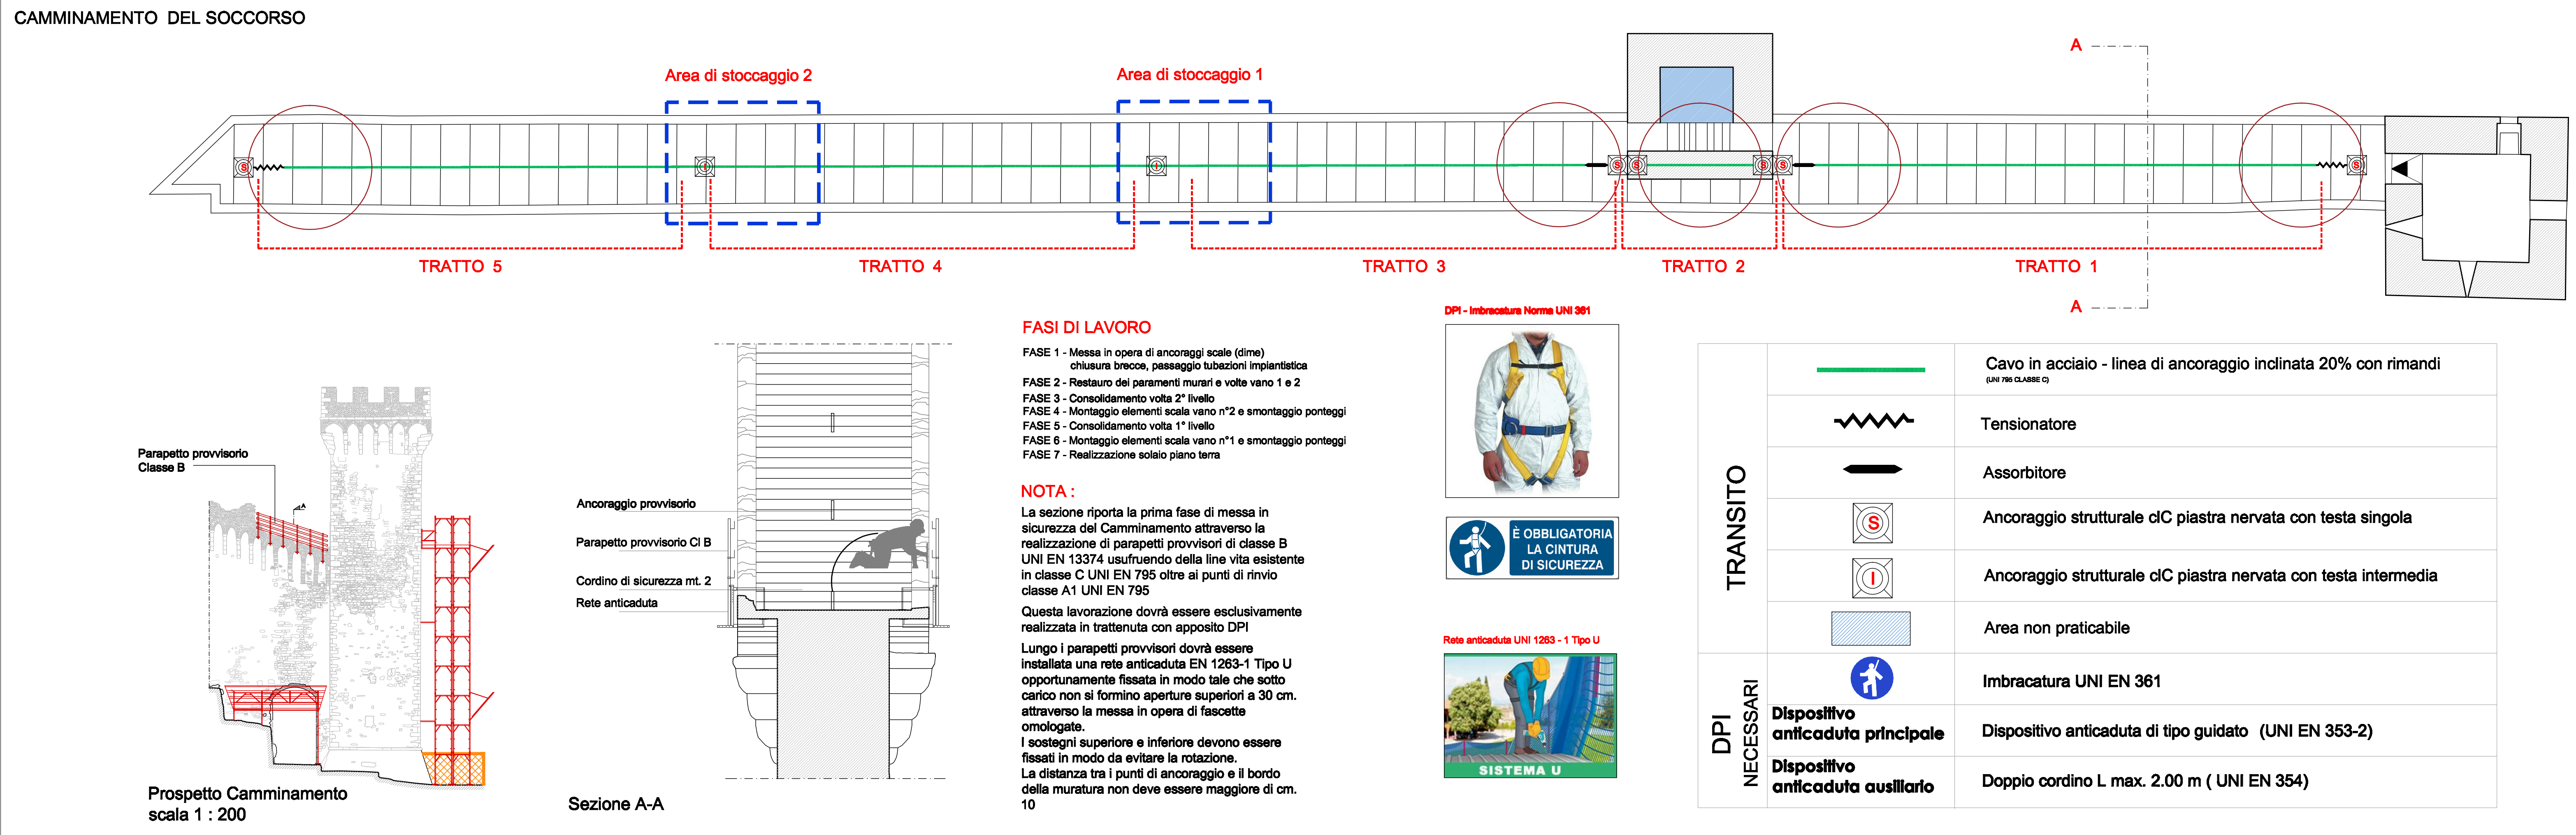 CAMMINAMENTO DEL SOCCORSO
Area di stoccaggio 2
Area di stoccaggio 1
A
S
I
I
S
S
S
S
S
TRATTO 5
TRATTO 4
TRATTO 3
TRATTO 2
TRATTO 1
A
Parapetto provvisorio
Classe B
A
Prospetto Camminamento
scala 1 : 200
Ancoraggio provvisorio
Parapetto provvisorio Cl B
Cordino di sicurezza mt. 2
Rete anticaduta
Sezione A-A
FASI DI LAVORO
FASE 1 - Messa in opera di ancoraggi scale (dime)
chiusura brecce, passaggio tubazioni impiantistica
FASE 2 - Restauro dei paramenti murari e volte vano 1 e 2
FASE 3 - Consolidamento volta 2° livello
FASE 4 - Montaggio elementi scala vano n°2 e smontaggio ponteggi
FASE 5 - Consolidamento volta 1° livello
FASE 6 - Montaggio elementi scala vano n°1 e smontaggio ponteggi
FASE 7 - Realizzazione solaio piano terra
NOTA :
La sezione riporta la prima fase di messa in
sicurezza del Camminamento attraverso la
realizzazione di parapetti provvisori di classe B
UNI EN 13374 usufruendo della line vita esistente
in classe C UNI EN 795 oltre ai punti di rinvio
classe A1 UNI EN 795
Questa lavorazione dovrà essere esclusivamente
realizzata in trattenuta con apposito DPI
Lungo i parapetti provvisori dovrà essere
installata una rete anticaduta EN 1263-1 Tipo U
opportunamente fissata in modo tale che sotto
carico non si formino aperture superiori a 30 cm.
attraverso la messa in opera di fascette
omologate.
I sostegni superiore e inferiore devono essere
fissati in modo da evitare la rotazione.
La distanza tra i punti di ancoraggio e il bordo
della muratura non deve essere maggiore di cm.
10
DPI - Imbracatura Norma UNI 361
È OBBLIGATORIA
LA CINTURA
DI SICUREZZA
Rete anticaduta UNI 1263 - 1 Tipo U
SISTEMA U
TRANSITO
Cavo in acciaio - linea di ancoraggio inclinata 20% con rimandi
(UNI 795 CLASSE C)
Tensionatore
Assorbitore
S
Ancoraggio strutturale clC piastra nervata con testa singola
I
Ancoraggio strutturale clC piastra nervata con testa intermedia
Area non praticabile
DPI
NECESSARI
Imbracatura UNI EN 361
Dispositivo
anticaduta principale
Dispositivo anticaduta di tipo guidato (UNI EN 353-2)
Dispositivo
anticaduta ausiliario
Doppio cordino L max. 2.00 m ( UNI EN 354)